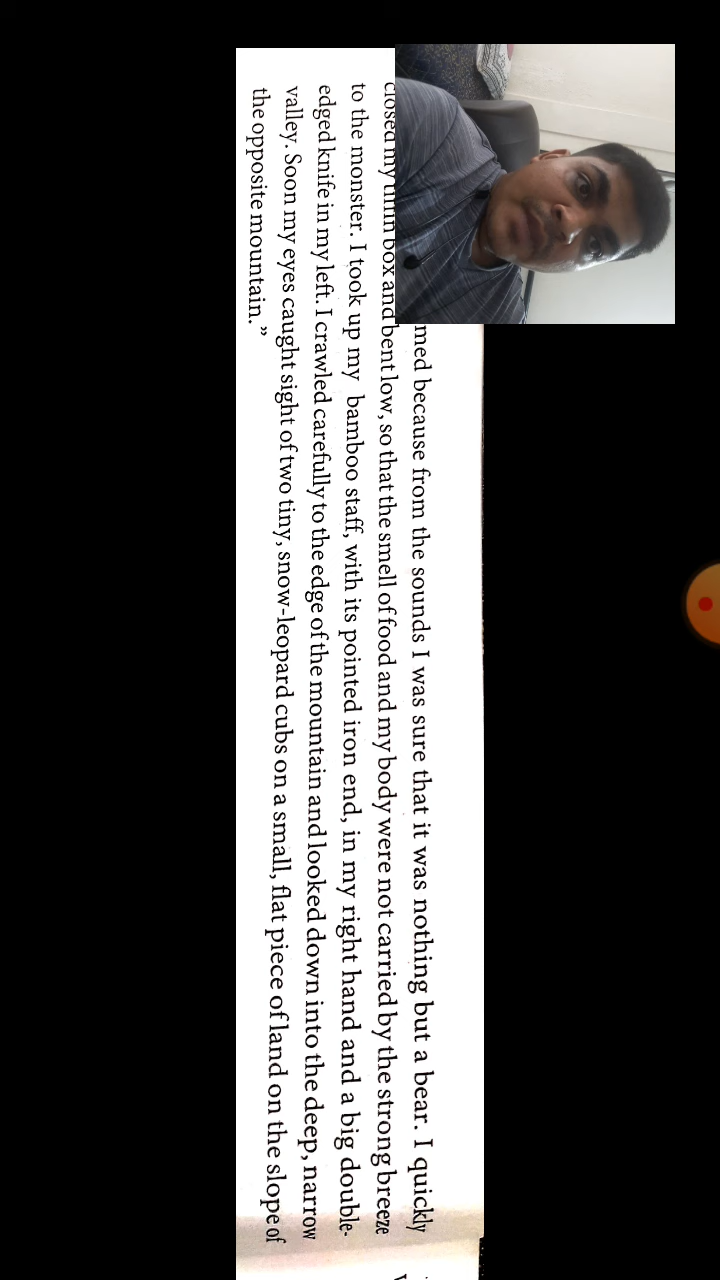 med because from the sounds I was sure that it was nothing but a bear. I quickly
closed my thin box and bent low, so that the smell of food and my body were not carried by the strong breeze
to the monster. I took up my bamboo staff, with its pointed iron end, in my right hand and a big double-
edged knife in my left. I crawled carefully to the edge of the mountain and looked down into the deep, narrow
valley. Soon my eyes caught sight of two tiny, snow-leopard cubs on a small, flat piece of land on the slope of
the opposite mountain.”